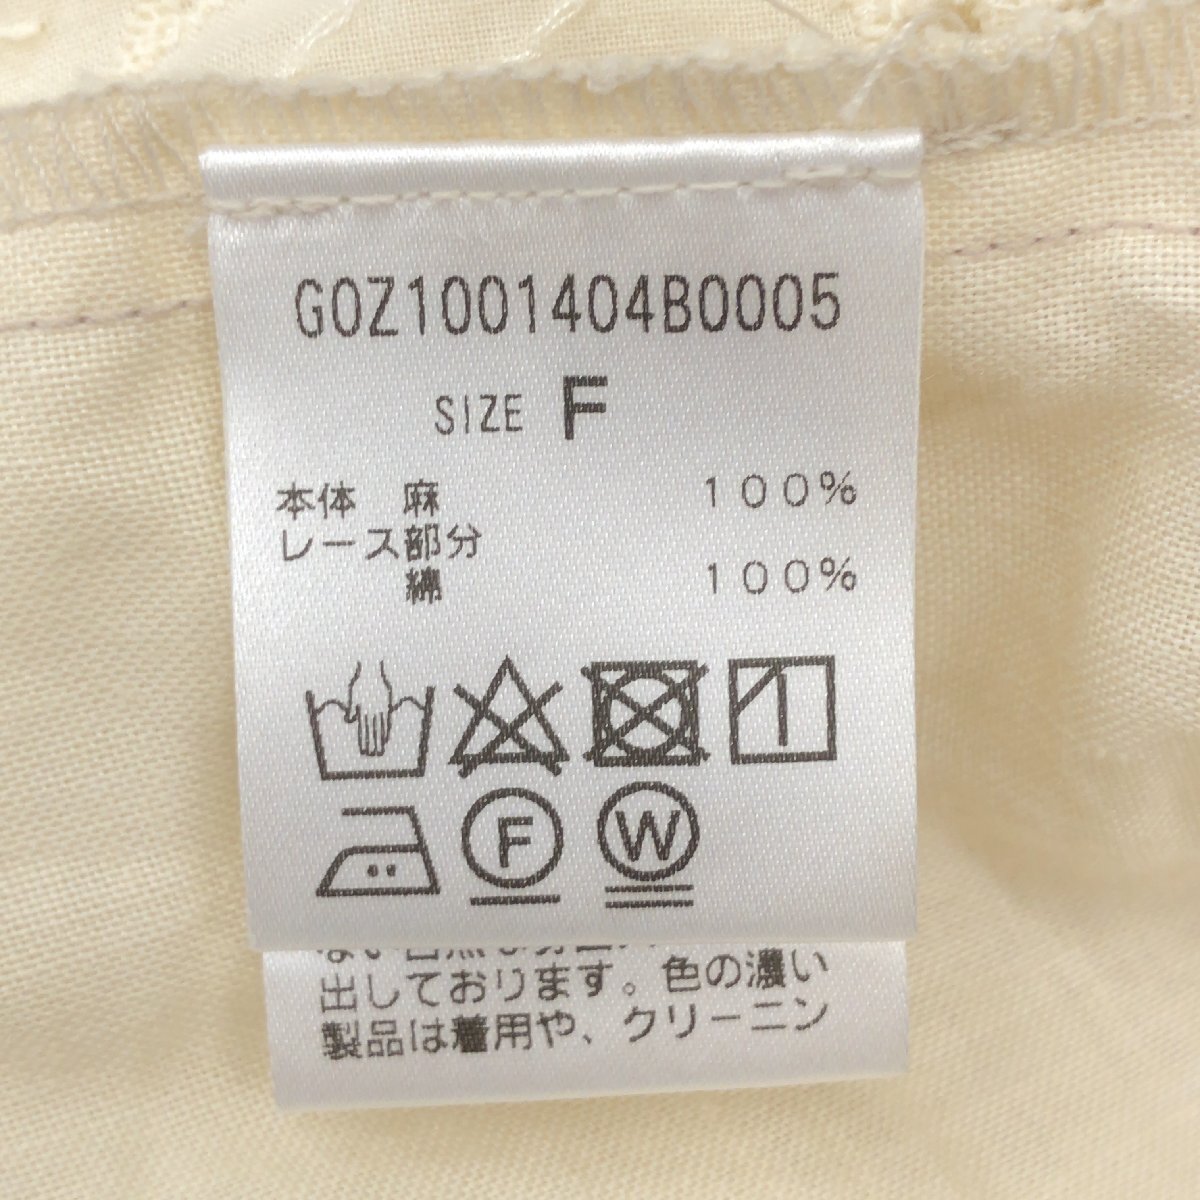 G0Z1001404B0005
SIZE F
本体 麻 100%
レース部分
綿 100%
F W
出しております。色の濃い
製品は着用や、クリーニン